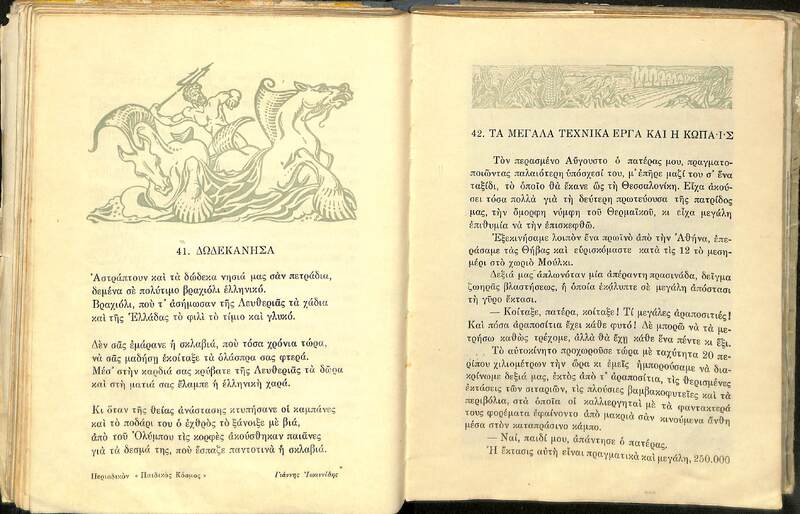 41. ΔΩΔΕΚΑΝΗΣΑ
Ἀστράπτουν καὶ τὰ δώδεκα νησιά μας σὰν πετράδια,
δεμένα σὲ πολύτιμο βραχιόλι ἑλληνικό.
Βραχιόλι, ποὺ τ' ἀσήμωσαν τῆς Λευθεριᾶς τὰ χάδια
καὶ τῆς Ἑλλάδας τὸ φιλὶ τὸ τίμιο καὶ γλυκό.
Δὲν σᾶς ἐμάρανε ἡ σκλαβιά, ποὺ τόσα χρόνια τώρα,
νὰ σᾶς μαδήσῃ ἐκοίταξε τὰ ὁλάσπρα σας φτερά.
Μέσ' στὴν καρδιά σας κρύβατε τῆς Λευθεριᾶς τὰ δῶρα
καὶ στὴ ματιά σας ἔλαμπε ἡ ἑλληνικὴ χαρά.
Κι ὅταν τῆς θείας ἀνάστασης κτυπήσανε οἱ καμπάνες
καὶ τὸ ποδάρι του ὁ ἐχθρὸς τὸ ξάνοιξε μὲ βιά,
ἀπὸ τοῦ Ὀλύμπου τὶς κορφὲς ἀκούσθηκαν παιᾶνες
γιὰ τὰ δεσμά της, ποὺ ἔσπαζε παντοτινὰ ἡ σκλαβιά.
Περιοδικὸν «Παιδικὸς Κόσμος» Γιάννης Ἰωαννίδης
42. ΤΑ ΜΕΓΑΛΑ ΤΕΧΝΙΚΑ ΕΡΓΑ ΚΑΙ Η ΚΩΠΑ·Ι·Σ
Τὸν περασμένο Αὔγουστο ὁ πατέρας μου, πραγματο-
ποιώντας παλαιότερη ὑπόσχεσί του, μ' ἐπῆρε μαζί του σ' ἕνα
ταξίδι, τὸ ὁποῖο θὰ ἔκανε ὣς τὴ Θεσσαλονίκη. Εἶχα ἀκού-
σει τόσα πολλὰ γιὰ τὴ δεύτερη πρωτεύουσα τῆς πατρίδος
μας, τὴν ὄμορφη νύμφη τοῦ Θερμαϊκοῦ, κι εἶχα μεγάλη
ἐπιθυμία νὰ τὴν ἐπισκεφθῶ.
Ἐξεκινήσαμε λοιπὸν ἕνα πρωϊνὸ ἀπὸ τὴν Ἀθήνα, ἐπε-
ράσαμε τὰς Θήβας καὶ εὑρισκόμαστε κατὰ τὶς 12 τὸ μεση-
μέρι στὸ χωριὸ Μούλκι.
Δεξιά μας ἁπλωνόταν μία ἀπέραντη πρασινάδα, δεῖγμα
ζωηρᾶς βλαστήσεως, ἡ ὁποία ἐκάλυπτε σὲ μεγάλη ἀπόστασι
τὴ γύρο ἔκτασι.
— Κοίταξε, πατέρα, κοίταξε! Τί μεγάλες ἀραποσιτιές!
Καὶ πόσα ἀραποσίτια ἔχει κάθε φυτό! Δὲ μπορῶ νὰ τὰ με-
τρήσω καθὼς τρέχομε, ἀλλὰ θὰ ἔχῃ κάθε ἕνα πέντε κι ἕξι.
Τὸ αὐτοκίνητο προχωροῦσε τώρα μὲ ταχύτητα 20 πε-
ρίπου χιλιομέτρων τὴν ὥρα κι ἐμεῖς ἠμπορούσαμε νὰ δια-
κρίνωμε δεξιά μας, ἐκτὸς ἀπὸ τ' ἀραποσίτια, τὶς θερισμένες
ἐκτάσεις τῶν σιταριῶν, τὶς πλούσιες βαμβακοφυτεῖες καὶ τὰ
περιβόλια, στὰ ὁποῖα οἱ καλλιεργηταὶ μὲ τὰ φανταχτερά
τους φορέματα ἐφαίνοντο ἀπὸ μακριὰ σὰν κινούμενα ἄνθη
μέσα στὸν καταπράσινο κάμπο.
— Ναί, παιδί μου, ἀπάντησε ὁ πατέρας.
Ἡ ἔκτασις αὐτὴ εἶναι πραγματικὰ καὶ μεγάλη, 250.000